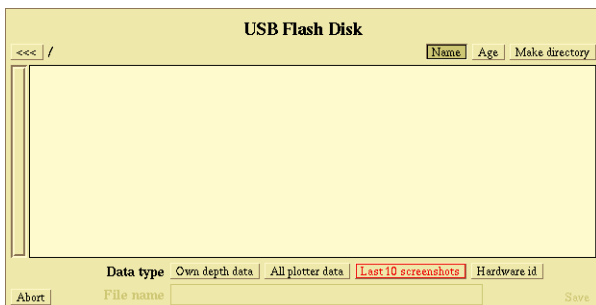 USB Flash Disk
<<< / Name Age Make directory
Data type Own depth data All plotter data Last 10 screenshots Hardware id
Abort File name Save